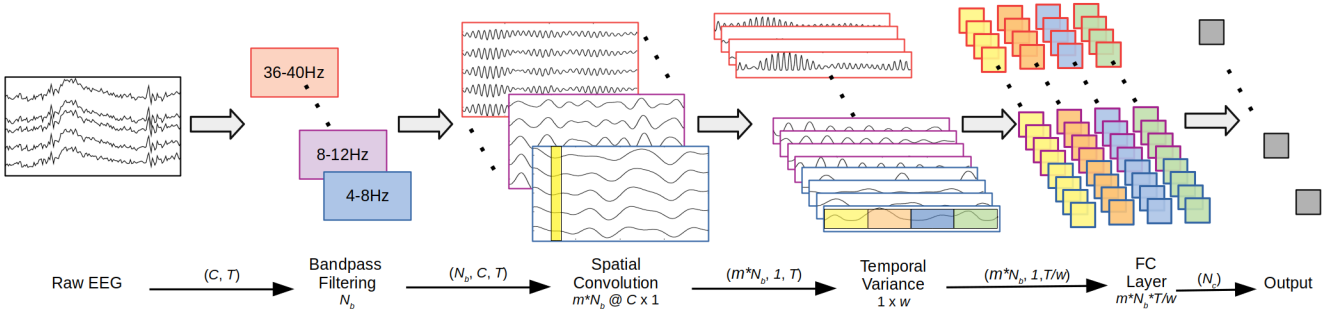 36-40Hz
8-12Hz
4-8Hz
Raw EEG
(C, T)
Bandpass
Filtering
N_b
(N_b, C, T)
Spatial
Convolution
m*N_b @ C x 1
(m*N_b, 1, T)
Temporal
Variance
1 x w
(m*N_b, 1,T/w)
FC
Layer
m*N_b*T/w
(N_c)
Output